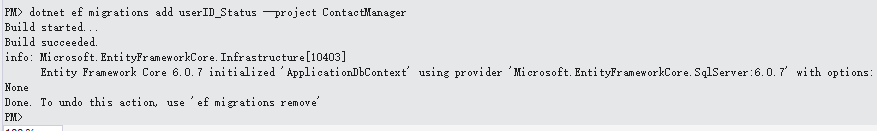 PM> dotnet ef migrations add userID_Status --project ContactManager
Build started...
Build succeeded.
info: Microsoft.EntityFrameworkCore.Infrastructure[10403]
      Entity Framework Core 6.0.7 initialized 'ApplicationDbContext' using provider 'Microsoft.EntityFrameworkCore.SqlServer:6.0.7' with options:
None
Done. To undo this action, use 'ef migrations remove'
PM>